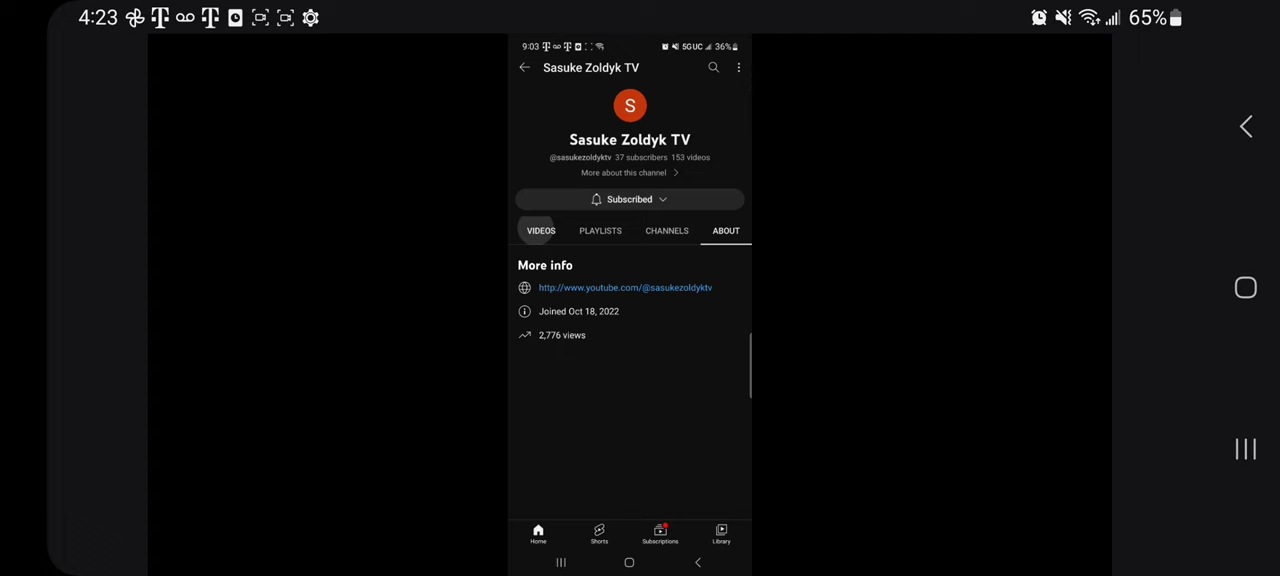 4:23
65%
9:03
5G UC 36%
Sasuke Zoldyk TV
S
Sasuke Zoldyk TV
@sasukezoldyktv 37 subscribers 153 videos
More about this channel
Subscribed
VIDEOS PLAYLISTS CHANNELS ABOUT
More info
http://www.youtube.com/@sasukezoldyktv
Joined Oct 18, 2022
2,776 views
Home Shorts Subscriptions Library